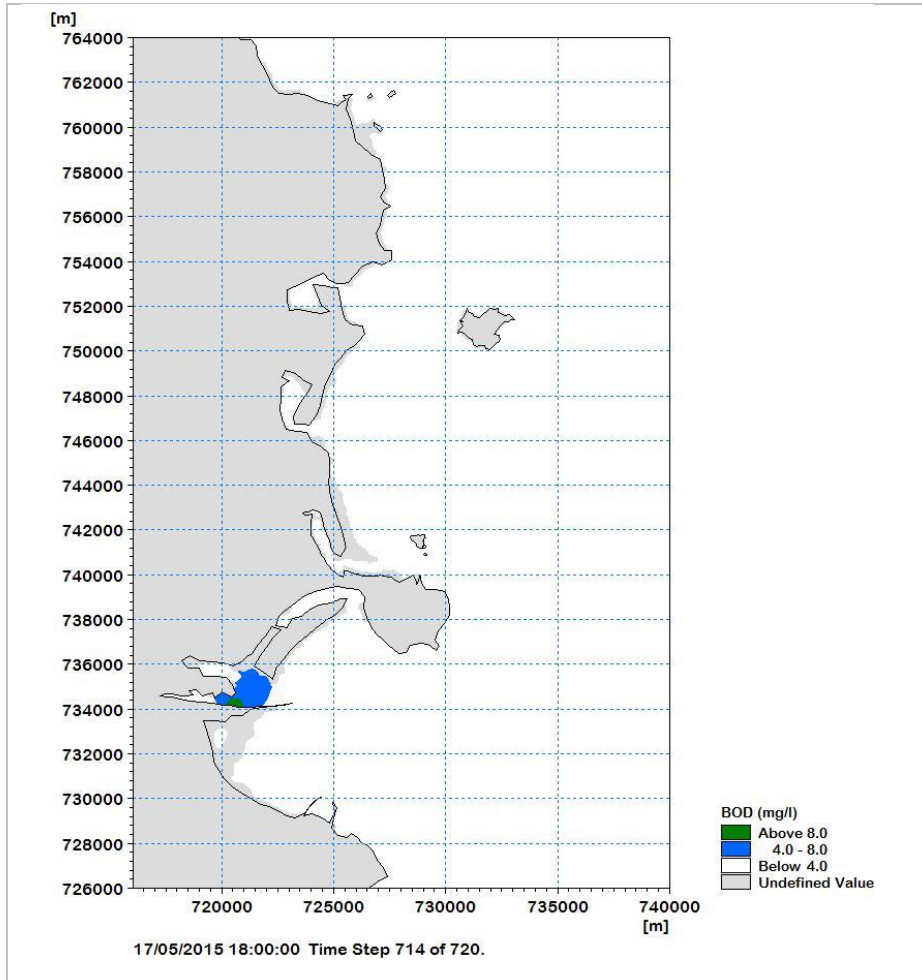 [m]
764000
762000
760000
758000
756000
754000
752000
750000
748000
746000
744000
742000
740000
738000
736000
734000
732000
730000
728000
726000
720000 725000 730000 735000 740000
[m]
17/05/2015 18:00:00 Time Step 714 of 720.
BOD (mg/l)
Above 8.0
4.0 - 8.0
Below 4.0
Undefined Value